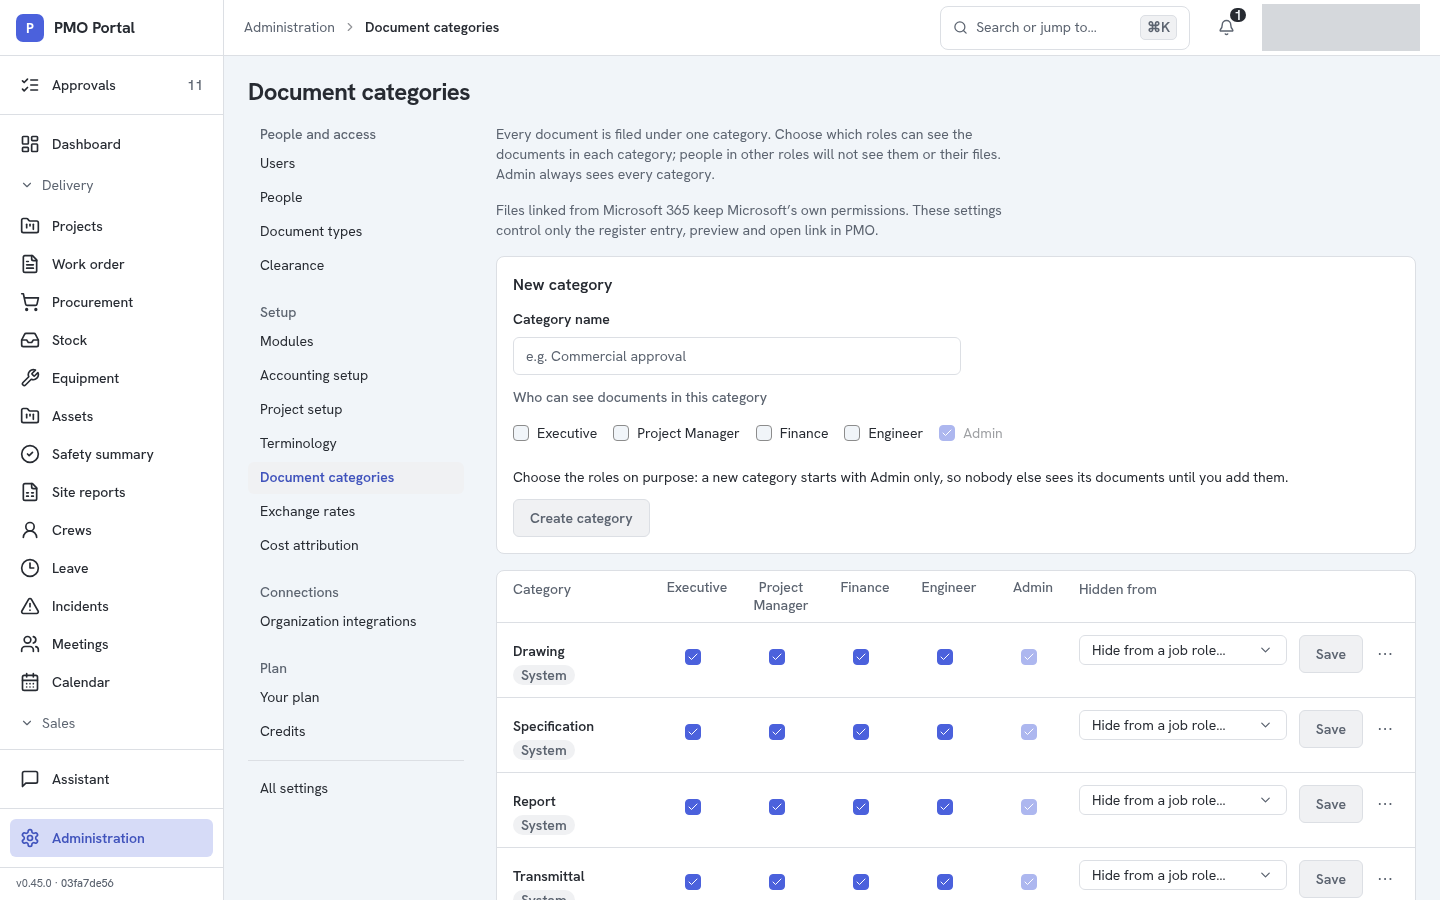 P PMO Portal
Administration > Document categories
Search or jump to... ⌘K
1
Approvals 11
Dashboard
Delivery
Projects
Work order
Procurement
Stock
Equipment
Assets
Safety summary
Site reports
Crews
Leave
Incidents
Meetings
Calendar
Sales
Assistant
Administration
v0.45.0 · 03fa7de56
Document categories
People and access
Users
People
Document types
Clearance
Setup
Modules
Accounting setup
Project setup
Terminology
Document categories
Exchange rates
Cost attribution
Connections
Organization integrations
Plan
Your plan
Credits
All settings
Every document is filed under one category. Choose which roles can see the
documents in each category; people in other roles will not see them or their files.
Admin always sees every category.
Files linked from Microsoft 365 keep Microsoft’s own permissions. These settings
control only the register entry, preview and open link in PMO.
New category
Category name
e.g. Commercial approval
Who can see documents in this category
Executive Project Manager Finance Engineer Admin
Choose the roles on purpose: a new category starts with Admin only, so nobody else sees its documents until you add them.
Create category
Category Executive Project Manager Finance Engineer Admin Hidden from
Drawing
System
Hide from a job role... Save ...
Specification
System
Hide from a job role... Save ...
Report
System
Hide from a job role... Save ...
Transmittal
System
Hide from a job role... Save ...